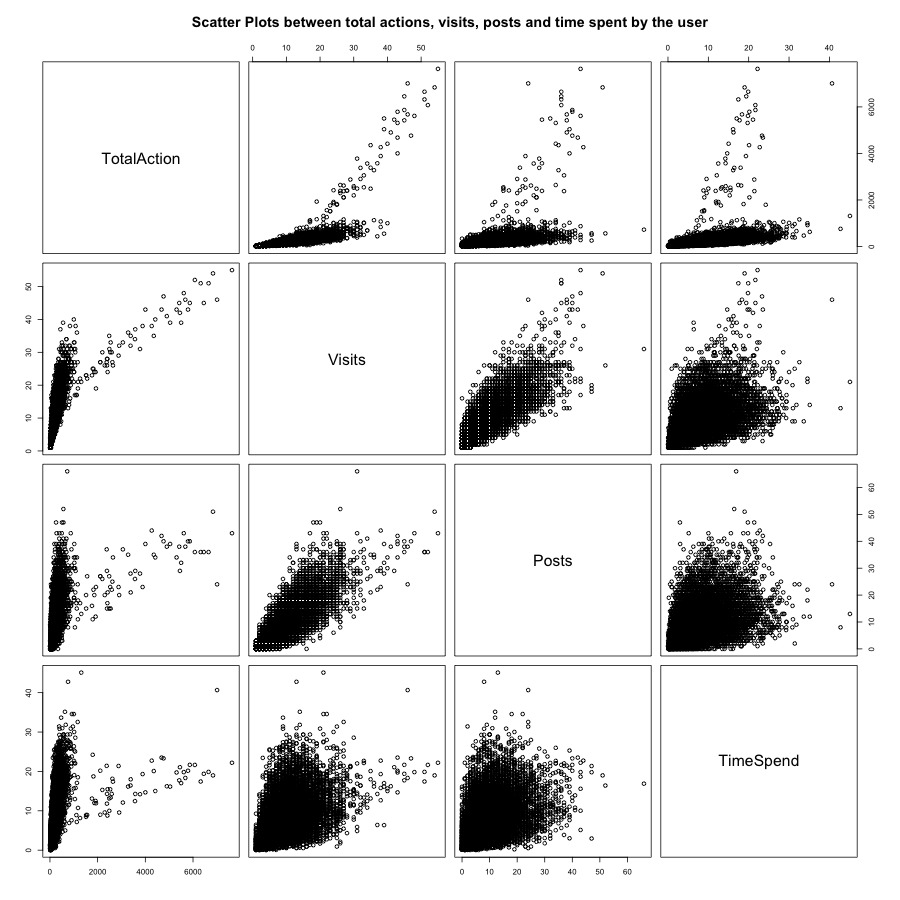 Scatter Plots between total actions, visits, posts and time spent by the user
0 10 20 30 40 50
0 10 20 30 40
TotalAction
0 2000 4000 6000
0 10 20 30 40 50
Visits
Posts
0 10 20 30 40 50 60
0 10 20 30 40
TimeSpend
0 2000 4000 6000
0 10 20 30 40 50 60